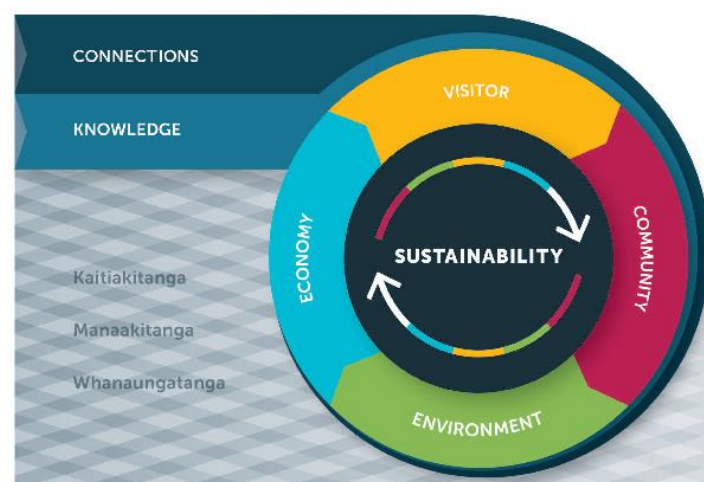 CONNECTIONS
KNOWLEDGE
VISITOR
COMMUNITY
ENVIRONMENT
ECONOMY
SUSTAINABILITY
Kaitiakitanga
Manaakitanga
Whanaungatanga